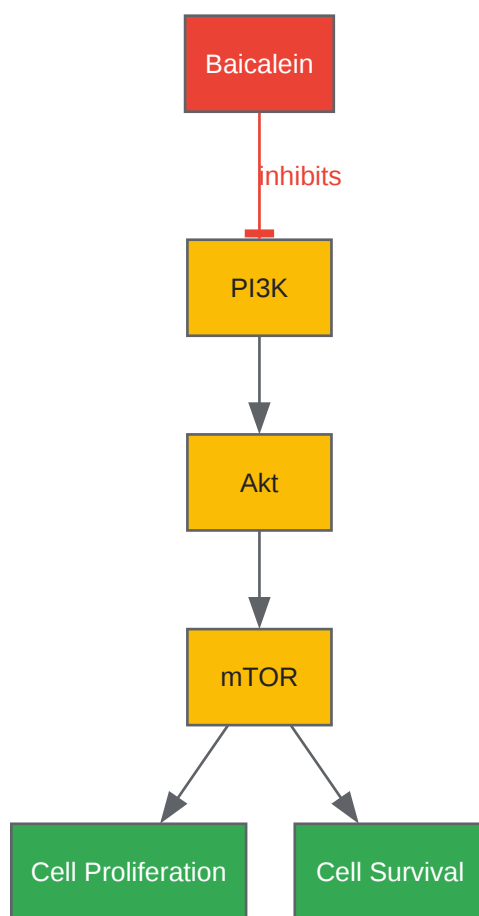 Baicalein
inhibits
PI3K
Akt
mTOR
Cell Proliferation
Cell Survival